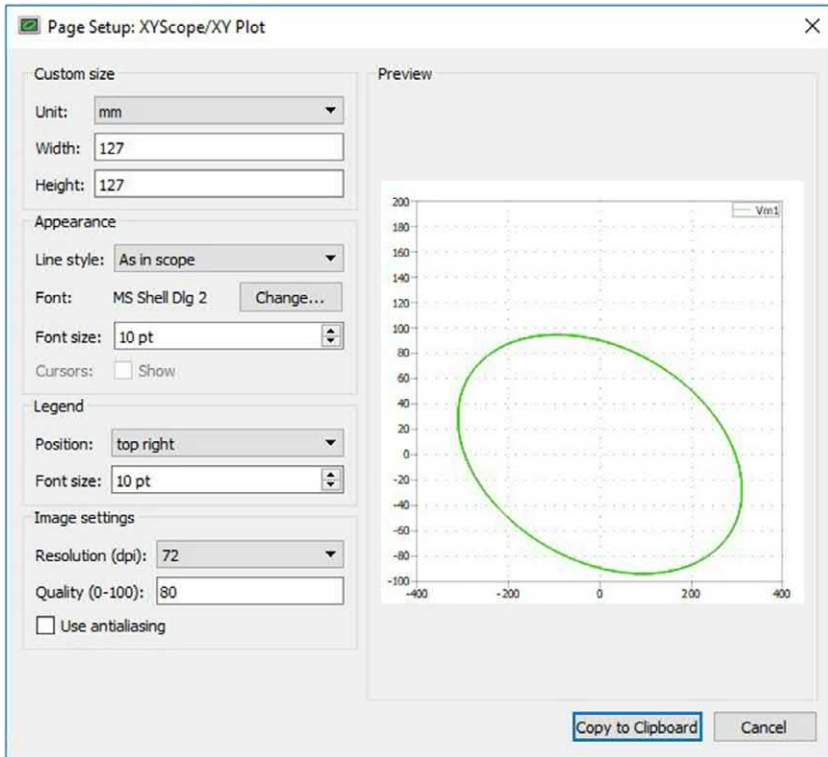 Page Setup: XYScope/XY Plot
Custom size
Unit: mm
Width: 127
Height: 127
Appearance
Line style: As in scope
Font: MS Shell Dlg 2 Change...
Font size: 10 pt
Cursors: Show
Legend
Position: top right
Font size: 10 pt
Image settings
Resolution (dpi): 72
Quality (0-100): 80
Use antialiasing
Preview
Vm1
200
180
160
140
120
100
80
60
40
20
0
-20
-40
-60
-80
-100
-400 -200 0 200 400
Copy to Clipboard Cancel